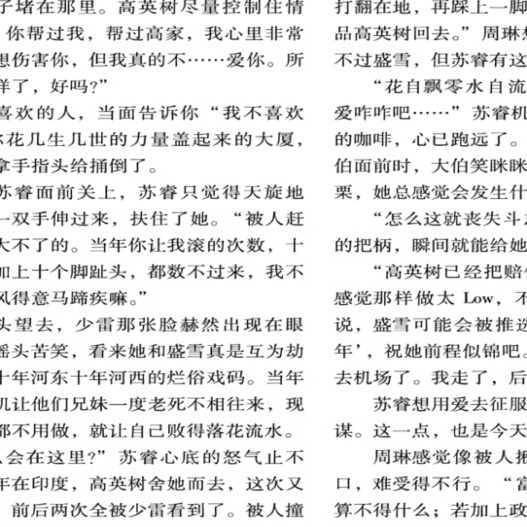 子堵在那里。高英树尽量控制住情
你帮过我，帮过高家，我心里非常
想伤害你，但我真的不……爱你。所
样了，好吗?”
喜欢的人，当面告诉你“我不喜欢
花几生几世的力量盖起来的大厦，
拿手指头给捅倒了。
苏睿面前关上，苏睿只觉得天旋地
一双手伸过来，扶住了她。“被人赶
大不了的。当年你让我滚的次数，十
加上十个脚趾头，都数不过来，我不
风得意马蹄疾嘛。”
头望去，少雷那张脸赫然出现在眼
摇头苦笑，看来她和盛雪真是互为劫
十年河东十年河西的烂俗戏码。当年
机让他们兄妹一度老死不相往来，现
都不用做，就让自己败得落花流水。
会在这里?”苏睿心底的怒气止不
年在印度，高英树舍她而去，这次又
前后两次全被少雷看到了。被人撞
打翻在地，再踩上一脚
品高英树回去。”周琳想
不过盛雪，但苏睿有这
“花自飘零水自流
爱咋咋吧……”苏睿机
的咖啡，心已跑远了。
伯面前时，大伯笑眯眯
栗，她总感觉会发生什
“怎么这就丧失斗
的把柄，瞬间就能给她
“高英树已经把赔
感觉那样做太 Low，不
说，盛雪可能会被推选
年’，祝她前程似锦吧。
去机场了。我走了，后
苏睿想用爱去征服
谋。这一点，也是今天
周琳感觉像被人揪
口，难受得不行。“富
算不得什么；若加上政